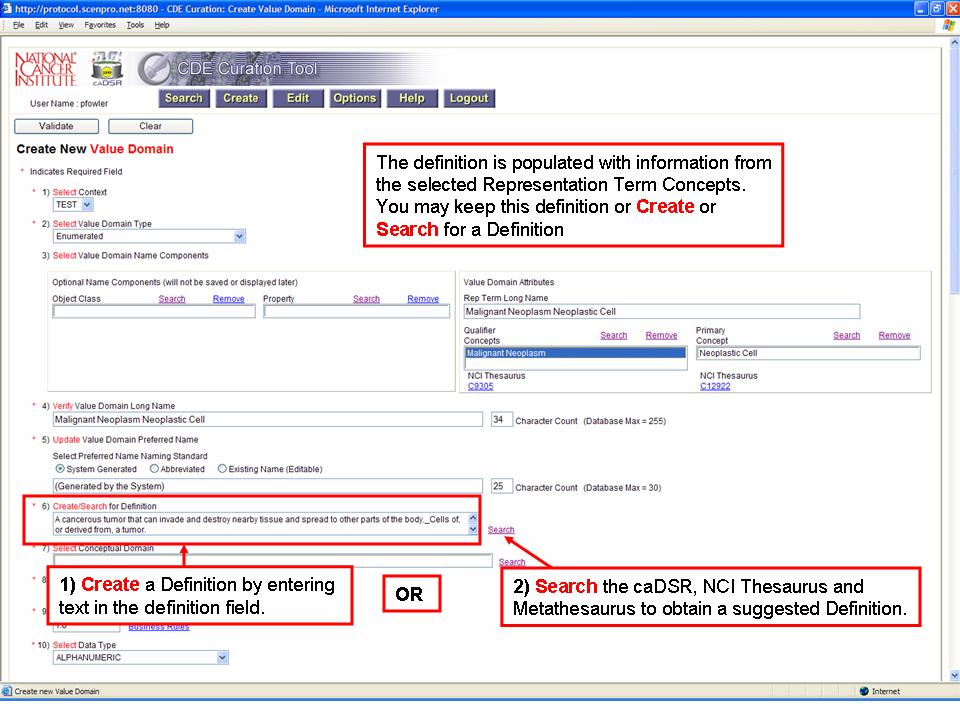 http://protocol.scenpro.net:8080 - CDE Curation: Create Value Domain - Microsoft Internet Explorer
File Edit View Favorites Tools Help
NATIONAL CANCER INSTITUTE
caDSR
CDE Curation Tool
User Name : pfowler
Search Create Edit Options Help Logout
Validate Clear
Create New Value Domain
* Indicates Required Field
The definition is populated with information from
the selected Representation Term Concepts.
You may keep this definition or Create or
Search for a Definition
* 1) Select Context
TEST
* 2) Select Value Domain Type
Enumerated
3) Select Value Domain Name Components
Optional Name Components (will not be saved or displayed later)
Object Class Search Remove Property Search Remove
Value Domain Attributes
Rep Term Long Name
Malignant Neoplasm Neoplastic Cell
Qualifier Concepts Search Remove Primary Concept Search Remove
Malignant Neoplasm Neoplastic Cell
NCI Thesaurus NCI Thesaurus
C9305 C12922
* 4) Verify Value Domain Long Name
Malignant Neoplasm Neoplastic Cell 34 Character Count (Database Max = 255)
* 5) Update Value Domain Preferred Name
Select Preferred Name Naming Standard
System Generated Abbreviated Existing Name (Editable)
(Generated by the System) 25 Character Count (Database Max = 30)
* 6) Create/Search for Definition
A cancerous tumor that can invade and destroy nearby tissue and spread to other parts of the body._Cells of,
or derived from, a tumor.
Search
* 7) Select Conceptual Domain
Search
* 8
1) Create a Definition by entering
text in the definition field.
OR
2) Search the caDSR, NCI Thesaurus and
Metathesaurus to obtain a suggested Definition.
* 9
1.0 Business Rules
* 10) Select Data Type
ALPHANUMERIC
Create new Value Domain
Internet